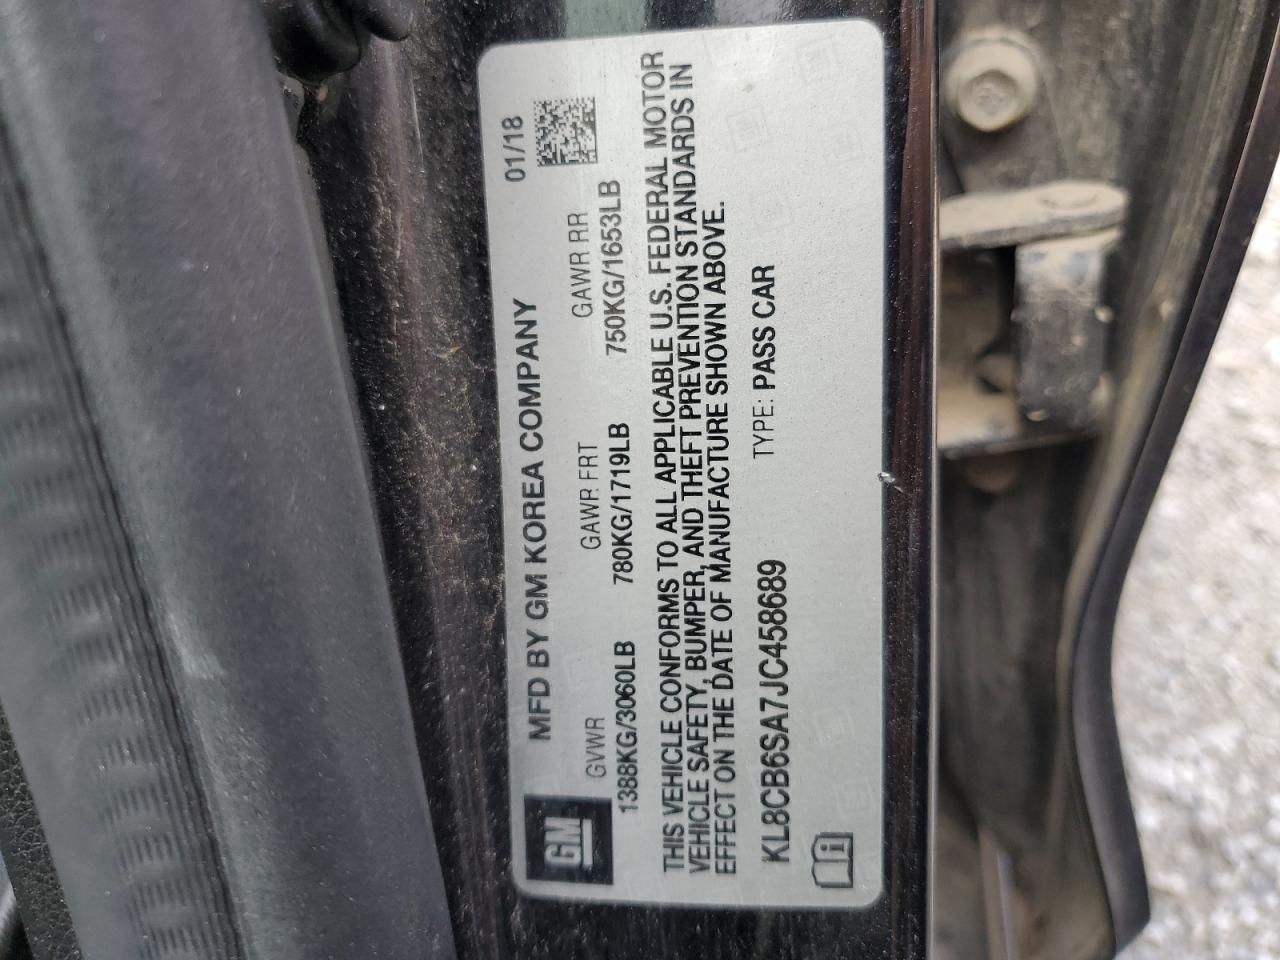 GM
MFD BY GM KOREA COMPANY 01/18
GVWR GAWR FRT GAWR RR
1388KG/3060LB 780KG/1719LB 750KG/1653LB
THIS VEHICLE CONFORMS TO ALL APPLICABLE U.S. FEDERAL MOTOR
VEHICLE SAFETY, BUMPER, AND THEFT PREVENTION STANDARDS IN
EFFECT ON THE DATE OF MANUFACTURE SHOWN ABOVE.
KL8CB6SA7JC458689 TYPE: PASS CAR